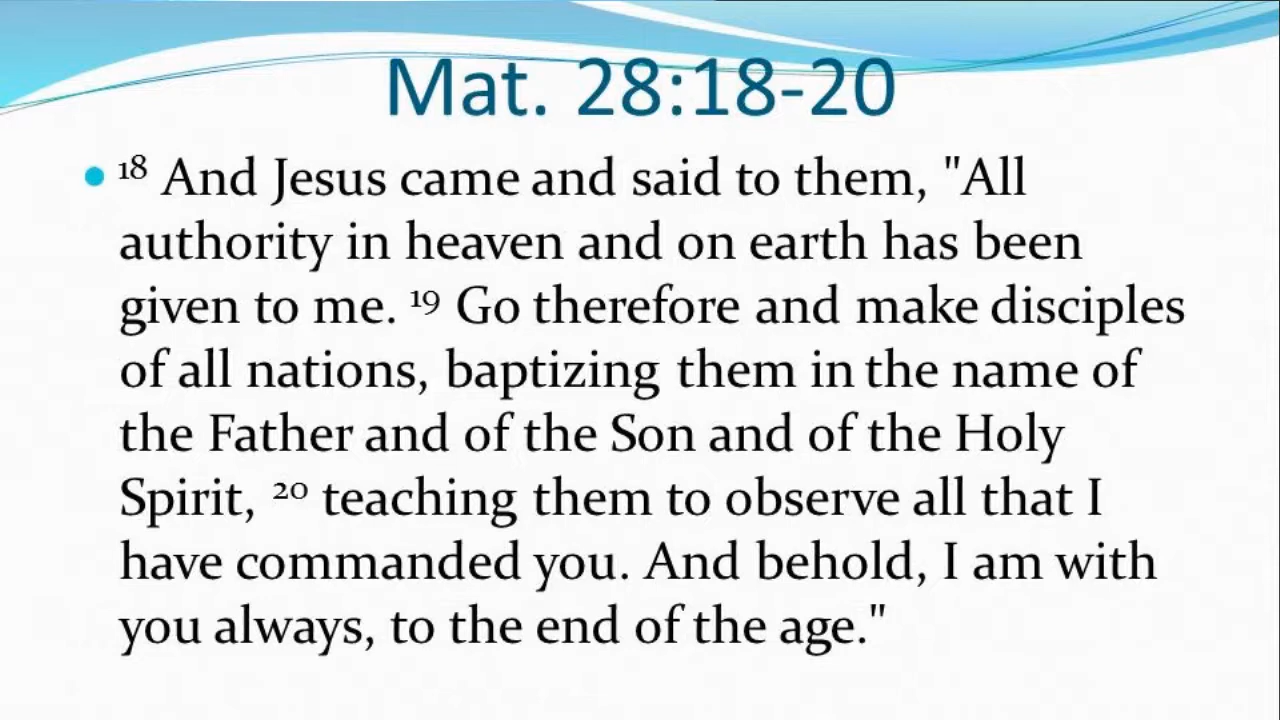 Mat. 28:18-20
• 18 And Jesus came and said to them, "All
authority in heaven and on earth has been
given to me. 19 Go therefore and make disciples
of all nations, baptizing them in the name of
the Father and of the Son and of the Holy
Spirit, 20 teaching them to observe all that I
have commanded you. And behold, I am with
you always, to the end of the age."